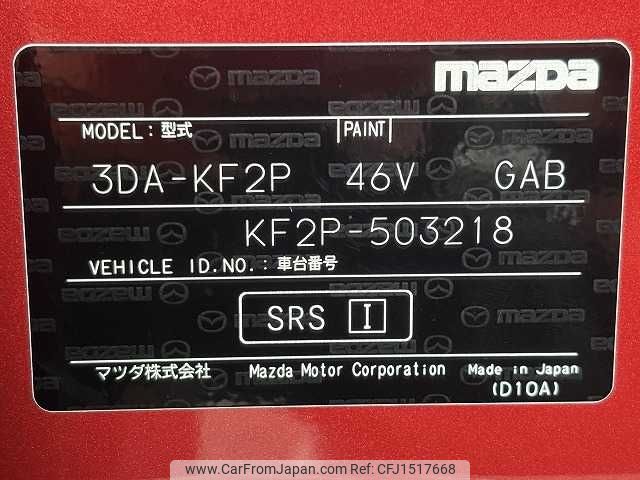 mazda
MODEL: 型式 PAINT
3DA-KF2P 46V GAB
KF2P-503218
VEHICLE ID.NO.: 車台番号
SRS I
マツダ株式会社 Mazda Motor Corporation Made in Japan
(D10A)
www.CarFromJapan.com CFJ1517668